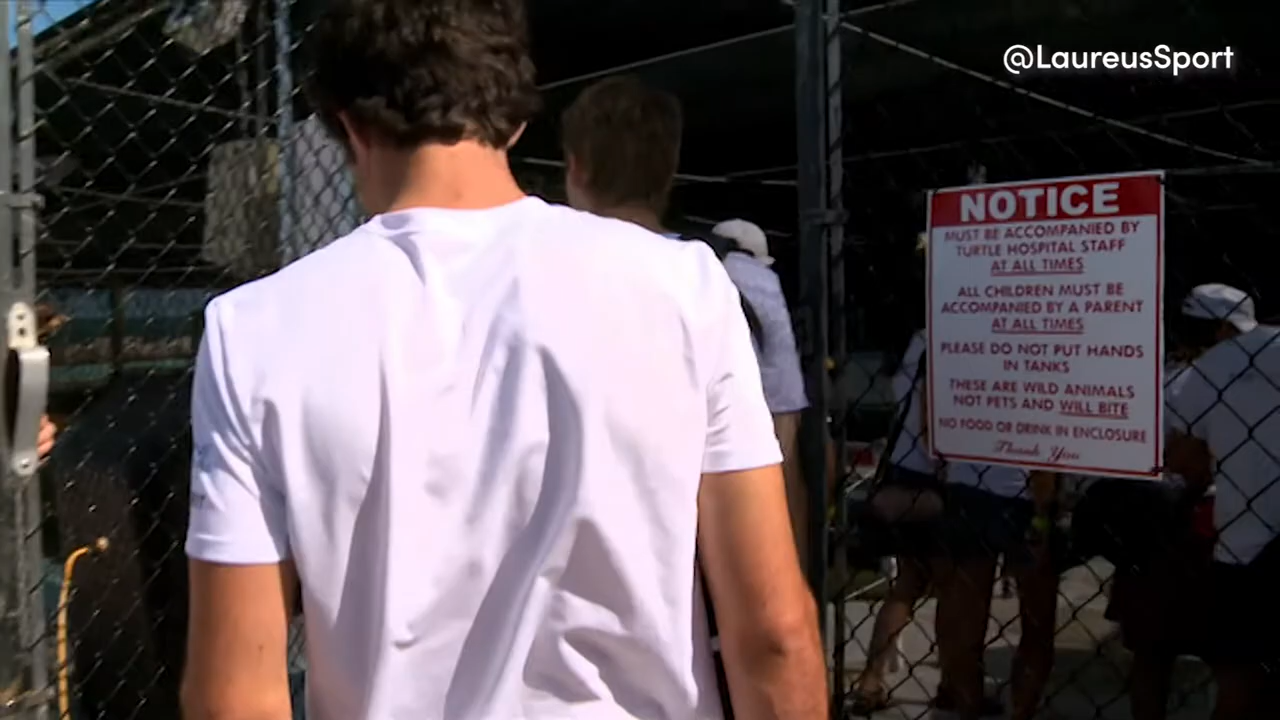 @LaureusSport
NOTICE
MUST BE ACCOMPANIED BY
TURTLE HOSPITAL STAFF
AT ALL TIMES
ALL CHILDREN MUST BE
ACCOMPANIED BY A PARENT
AT ALL TIMES
PLEASE DO NOT PUT HANDS
IN TANKS
THESE ARE WILD ANIMALS
NOT PETS AND WILL BITE
NO FOOD OR DRINK IN ENCLOSURE
Thank You